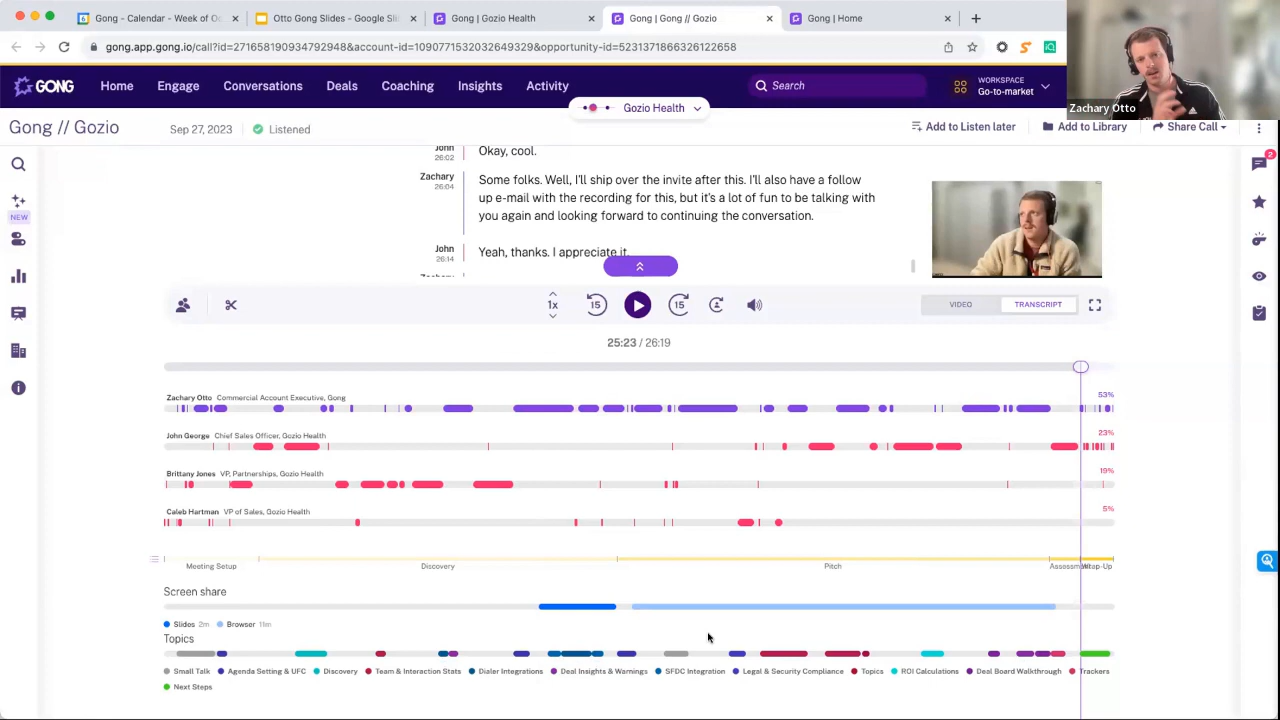 Gong - Calendar - Week of Oc
Otto Gong Slides - Google Sli
Gong | Gozio Health
Gong | Gong // Gozio
Gong | Home
gong.app.gong.io/call?id=271658190934792948&account-id=109077153203264 9329&opportunity-id=5231371866326122658
GONG
Home
Engage
Conversations
Deals
Coaching
Insights
Activity
Search
WORKSPACE
Go-to-market
Zachary Otto
Gozio Health
Gong // Gozio
Sep 27, 2023
Listened
Add to Listen later
Add to Library
Share Call
2
NEW
John
26:02
Okay, cool.
Zachary
26:04
Some folks. Well, I'll ship over the invite after this. I'll also have a follow
up e-mail with the recording for this, but it's a lot of fun to be talking with
you again and looking forward to continuing the conversation.
John
26:14
Yeah, thanks. I appreciate it.
Zachary
1x
15
15
VIDEO
TRANSCRIPT
25:23 / 26:19
Zachary Otto Commercial Account Executive, Gong
53%
John George Chief Sales Officer, Gozio Health
23%
Brittany Jones VP, Partnerships, Gozio Health
19%
Caleb Hartman VP of Sales, Gozio Health
5%
Meeting Setup
Discovery
Pitch
Wrap-Up
Screen share
Slides 2m
Browser 11m
Topics
Small Talk
Agenda Setting & UFC
Discovery
Team & Interaction Stats
Dialer Integrations
Deal Insights & Warnings
SFDC Integration
Legal & Security Compliance
Topics
ROI Calculations
Deal Board Walkthrough
Trackers
Next Steps